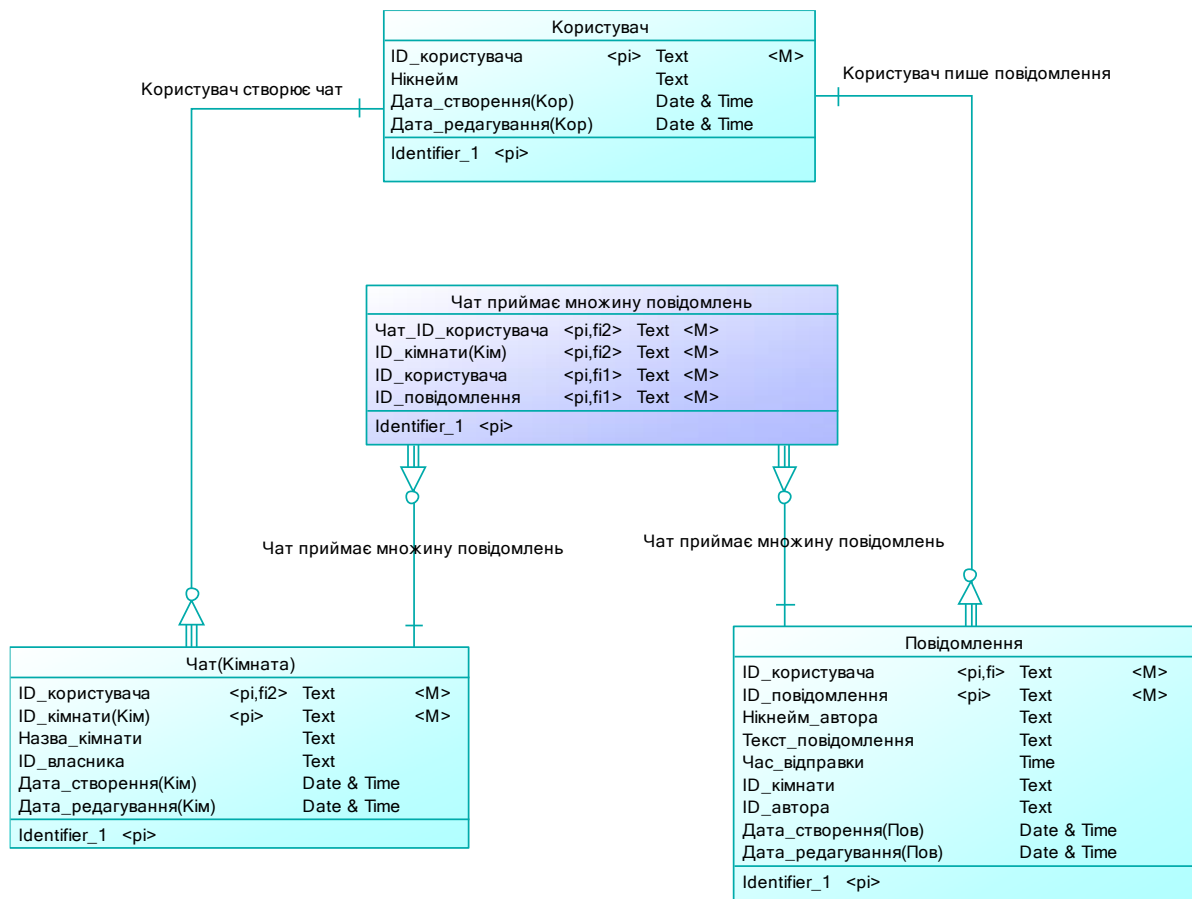 Користувач
ID_користувача <pi> Text <M>
Нікнейм Text
Дата_створення(Кор) Date & Time
Дата_редагування(Кор) Date & Time
Identifier_1 <pi>
Користувач створює чат
Користувач пише повідомлення
Чат приймає множину повідомлень
Чат_ID_користувача <pi,fi2> Text <M>
ID_кімнати(Кім) <pi,fi2> Text <M>
ID_користувача <pi,fi1> Text <M>
ID_повідомлення <pi,fi1> Text <M>
Identifier_1 <pi>
Чат приймає множину повідомлень
Чат приймає множину повідомлень
Чат(Кімната)
ID_користувача <pi,fi2> Text <M>
ID_кімнати(Кім) <pi> Text <M>
Назва_кімнати Text
ID_власника Text
Дата_створення(Кім) Date & Time
Дата_редагування(Кім) Date & Time
Identifier_1 <pi>
Повідомлення
ID_користувача <pi,fi> Text <M>
ID_повідомлення <pi> Text <M>
Нікнейм_автора Text
Текст_повідомлення Text
Час_відправки Time
ID_кімнати Text
ID_автора Text
Дата_створення(Пов) Date & Time
Дата_редагування(Пов) Date & Time
Identifier_1 <pi>